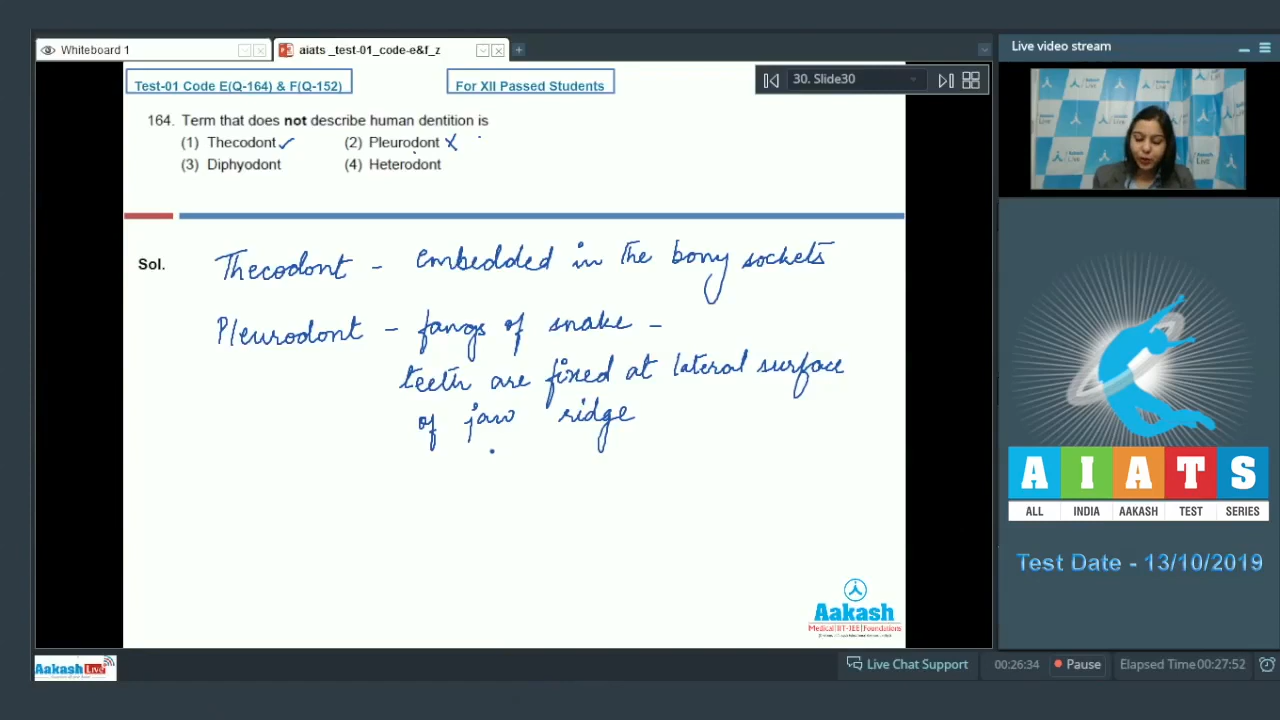 Whiteboard 1
aiats _test-01_code-e&f_z
Live video stream
Test-01 Code E(Q-164) & F(Q-152)
For XII Passed Students
30. Slide30
164. Term that does not describe human dentition is
(1) Thecodont (2) Pleurodont
(3) Diphyodont (4) Heterodont
Sol.
Thecodont - embedded in the bony sockets
Pleurodont - fangs of snake -
teeth are fixed at lateral surface
of jaw ridge
A I A T S
ALL INDIA AAKASH TEST SERIES
Test Date - 13/10/2019
Aakash
Medical|IIT-JEE|Foundations
Aakash Live
Live Chat Support
00:26:34
Pause
Elapsed Time 00:27:52